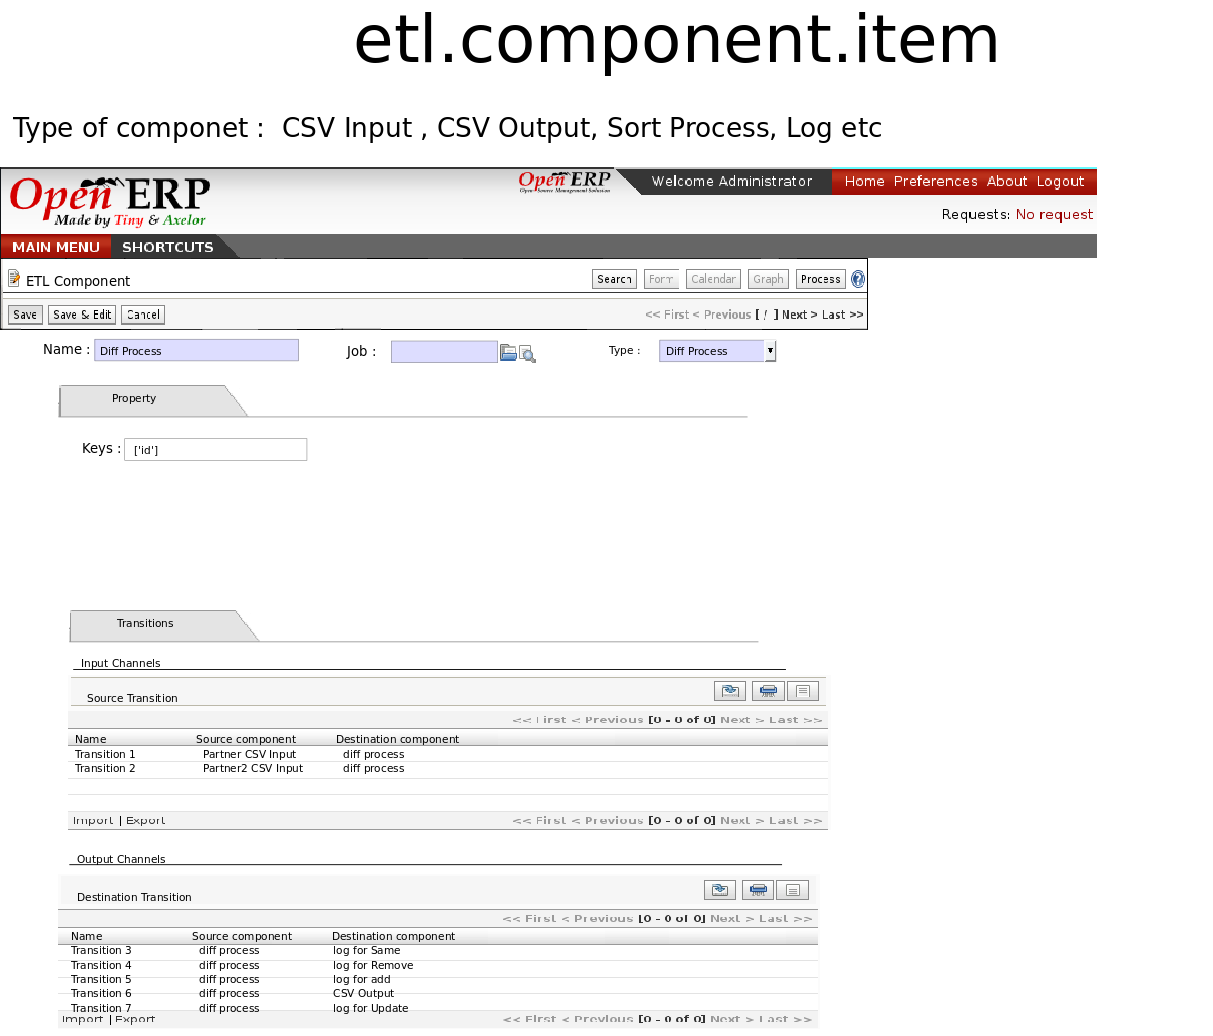 etl.component.item
Type of componet :  CSV Input , CSV Output, Sort Process, Log etc
Open ERP
Made by Tiny & Axelor
Open ERP
Open Source Management Solution
Welcome Administrator
Home Preferences About Logout
Requests: No request
MAIN MENU SHORTCUTS
ETL Component Search Form Calendar Graph Process ?
Save Save & Edit Cancel << First < Previous [ / ] Next > Last >>
Name : Diff Process Job : Type : Diff Process
Property
Keys : ['id']
Transitions
Input Channels
Source Transition
<< First < Previous [0 - 0 of 0] Next > Last >>
Name Source component Destination component
Transition 1 Partner CSV Input diff process
Transition 2 Partner2 CSV Input diff process
Import | Export << First < Previous [0 - 0 of 0] Next > Last >>
Output Channels
Destination Transition
<< First < Previous [0 - 0 of 0] Next > Last >>
Name Source component Destination component
Transition 3 diff process log for Same
Transition 4 diff process log for Remove
Transition 5 diff process log for add
Transition 6 diff process CSV Output
Transition 7 diff process log for Update
Import | Export << First < Previous [0 - 0 of 0] Next > Last >>